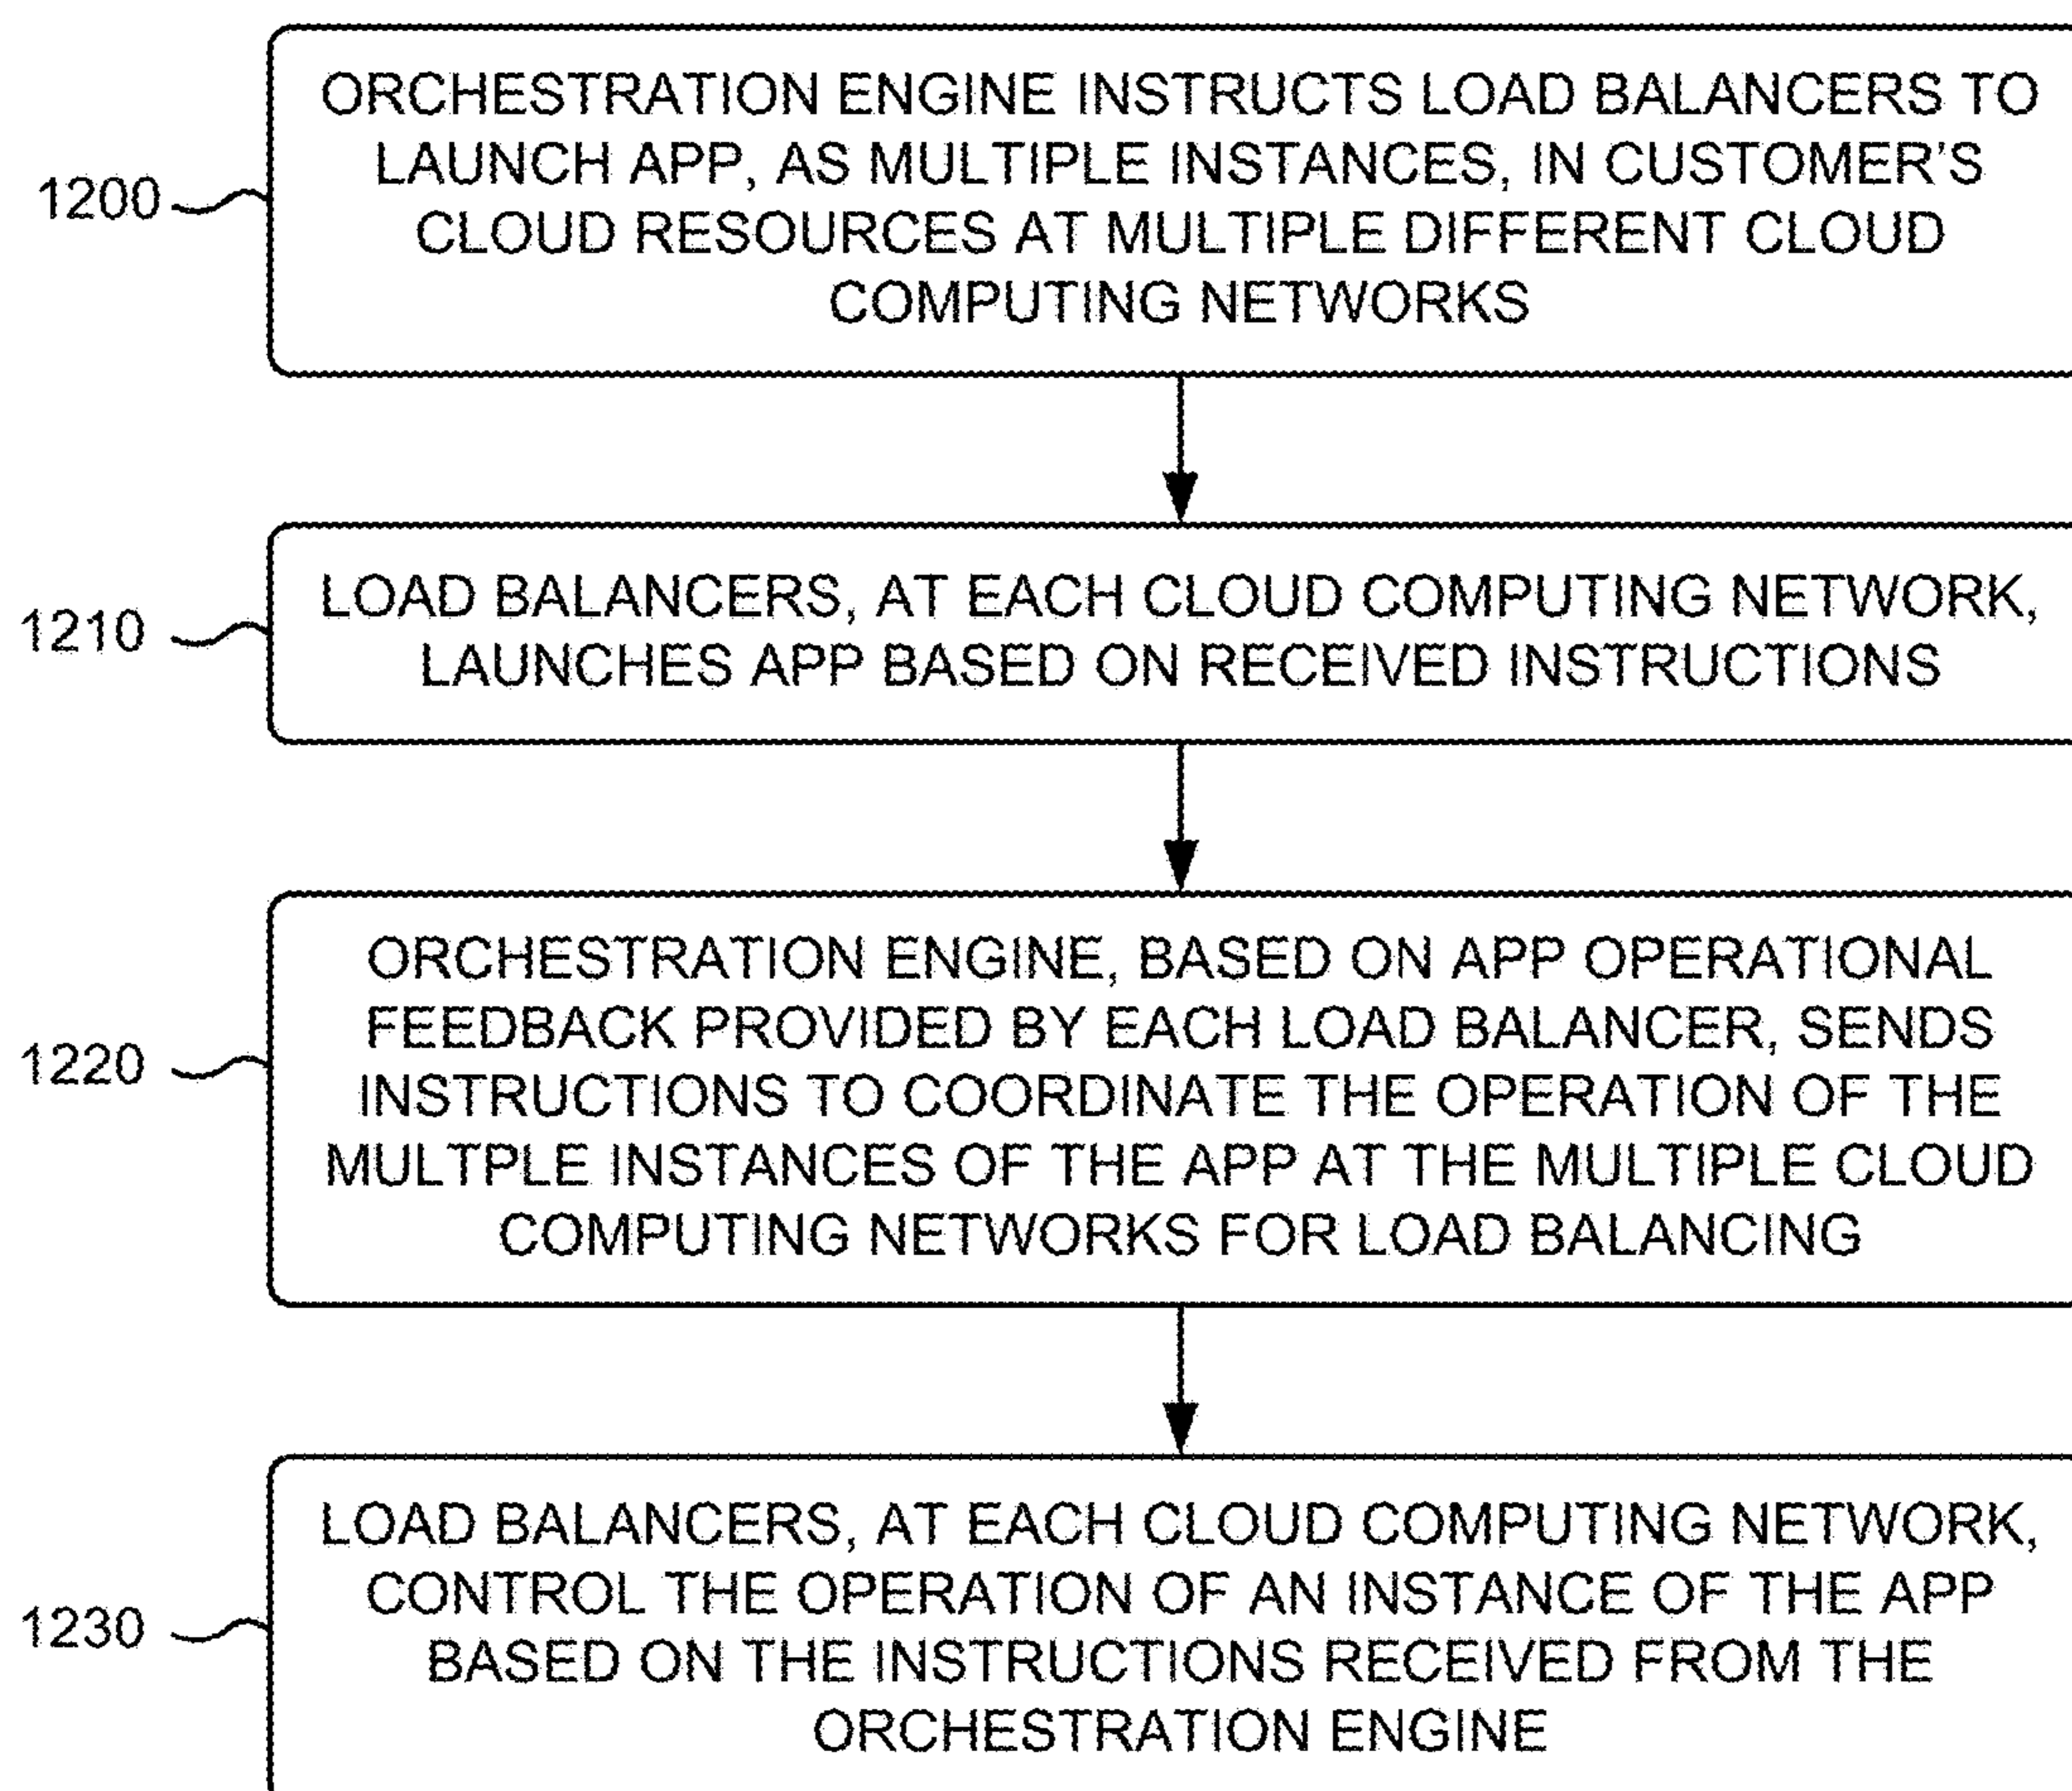 ORCHESTRATION ENGINE INSTRUCTS LOAD BALANCERS TO
LAUNCH APP, AS MULTIPLE INSTANCES, IN CUSTOMER'S
1200
CLOUD RESOURCES AT MULTIPLE DIFFERENT CLOUD
COMPUTING NETWORKS
LOAD BALANCERS, AT EACH CLOUD COMPUTING NETWORK,
1210
LAUNCHES APP BASED ON RECEIVED INSTRUCTIONS
ORCHESTRATION ENGINE, BASED ON APP OPERATIONAL
FEEDBACK PROVIDED BY EACH LOAD BALANCER, SENDS
1220
INSTRUCTIONS TO COORDINATE THE OPERATION OF THE
MULTPLE INSTANCES OF THE APP AT THE MULTIPLE CLOUD
COMPUTING NETWORKS FOR LOAD BALANCING
LOAD BALANCERS, AT EACH CLOUD COMPUTING NETWORK,
CONTROL THE OPERATION OF AN INSTANCE OF THE APP
1230
BASED ON THE INSTRUCTIONS RECEIVED FROM THE
ORCHESTRATION ENGINE